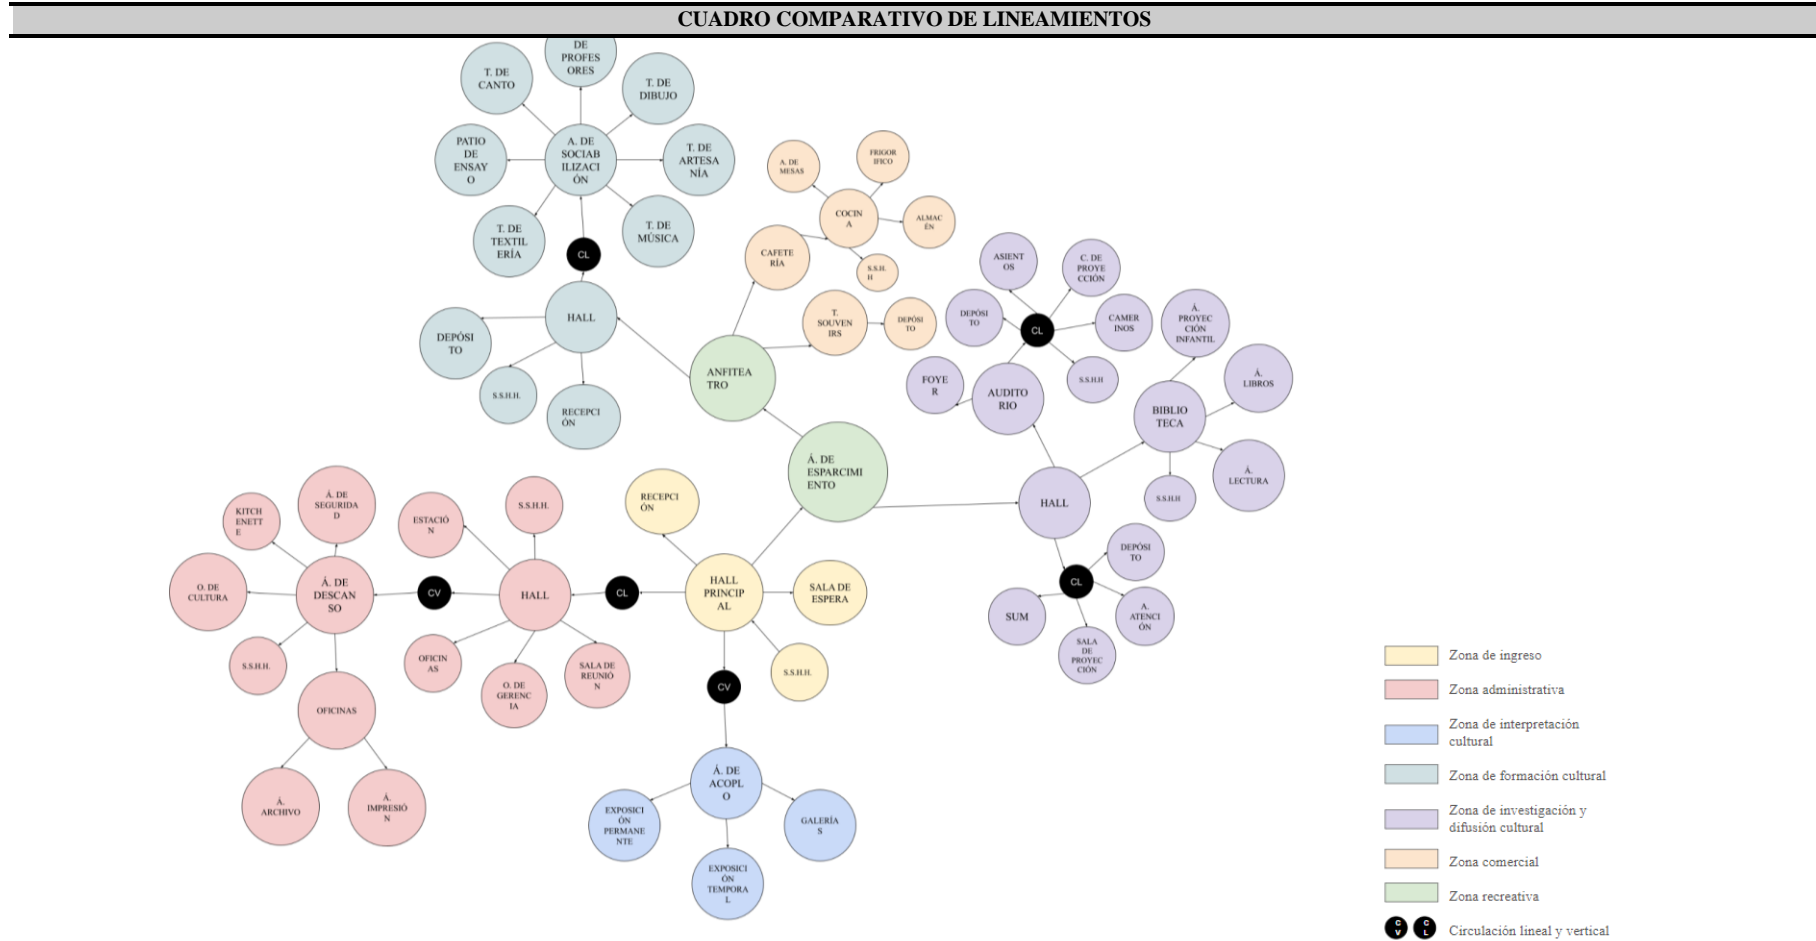 CUADRO COMPARATIVO DE LINEAMIENTOS
DE
PROFES
ORES
T. DE
CANTO
T. DE
DIBUJO
PATIO
DE
ENSAY
O
A. DE
SOCIAB
ILIZACI
ÓN
T. DE
ARTESA
NÍA
T. DE
TEXTIL
ERÍA
T. DE
MÚSICA
CL
HALL
DEPÓSI
TO
S.S.H.H.
RECEPCI
ÓN
A. DE
MESAS
FRIGOR
IFICO
COCIN
A
ALMAC
ÉN
CAFETE
RÍA
S.S.H.
H
T.
SOUVEN
IRS
DEPÓSI
TO
ANFITEA
TRO
Á. DE
ESPARCIMI
ENTO
ASIENT
OS
C. DE
PROYE
CCIÓN
DEPÓSI
TO
CL
CAMER
INOS
S.S.H.H
FOYE
R
AUDITO
RIO
Á.
PROYEC
CIÓN
INFANTIL
Á.
LIBROS
BIBLIO
TECA
Á.
LECTURA
S.S.H.H
HALL
DEPÓSI
TO
CL
A.
ATENCI
ÓN
SUM
SALA
DE
PROYEC
CIÓN
RECEPCI
ÓN
HALL
PRINCIP
AL
SALA DE
ESPERA
S.S.H.H.
CV
CL
KITCH
ENETT
E
Á. DE
SEGURIDA
D
ESTACIÓ
N
S.S.H.H.
O. DE
CULTURA
Á. DE
DESCAN
SO
CV
HALL
S.S.H.H.
OFICIN
AS
O. DE
GERENC
IA
SALA DE
REUNIÓ
N
OFICINAS
Á.
ARCHIVO
Á.
IMPRESIÓ
N
Á. DE
ACOPL
O
EXPOSICI
ÓN
PERMANE
NTE
GALERÍA
S
EXPOSICI
ÓN
TEMPORA
L
Zona de ingreso
Zona administrativa
Zona de interpretación
cultural
Zona de formación cultural
Zona de investigación y
difusión cultural
Zona comercial
Zona recreativa
C
V
C
L
Circulación lineal y vertical